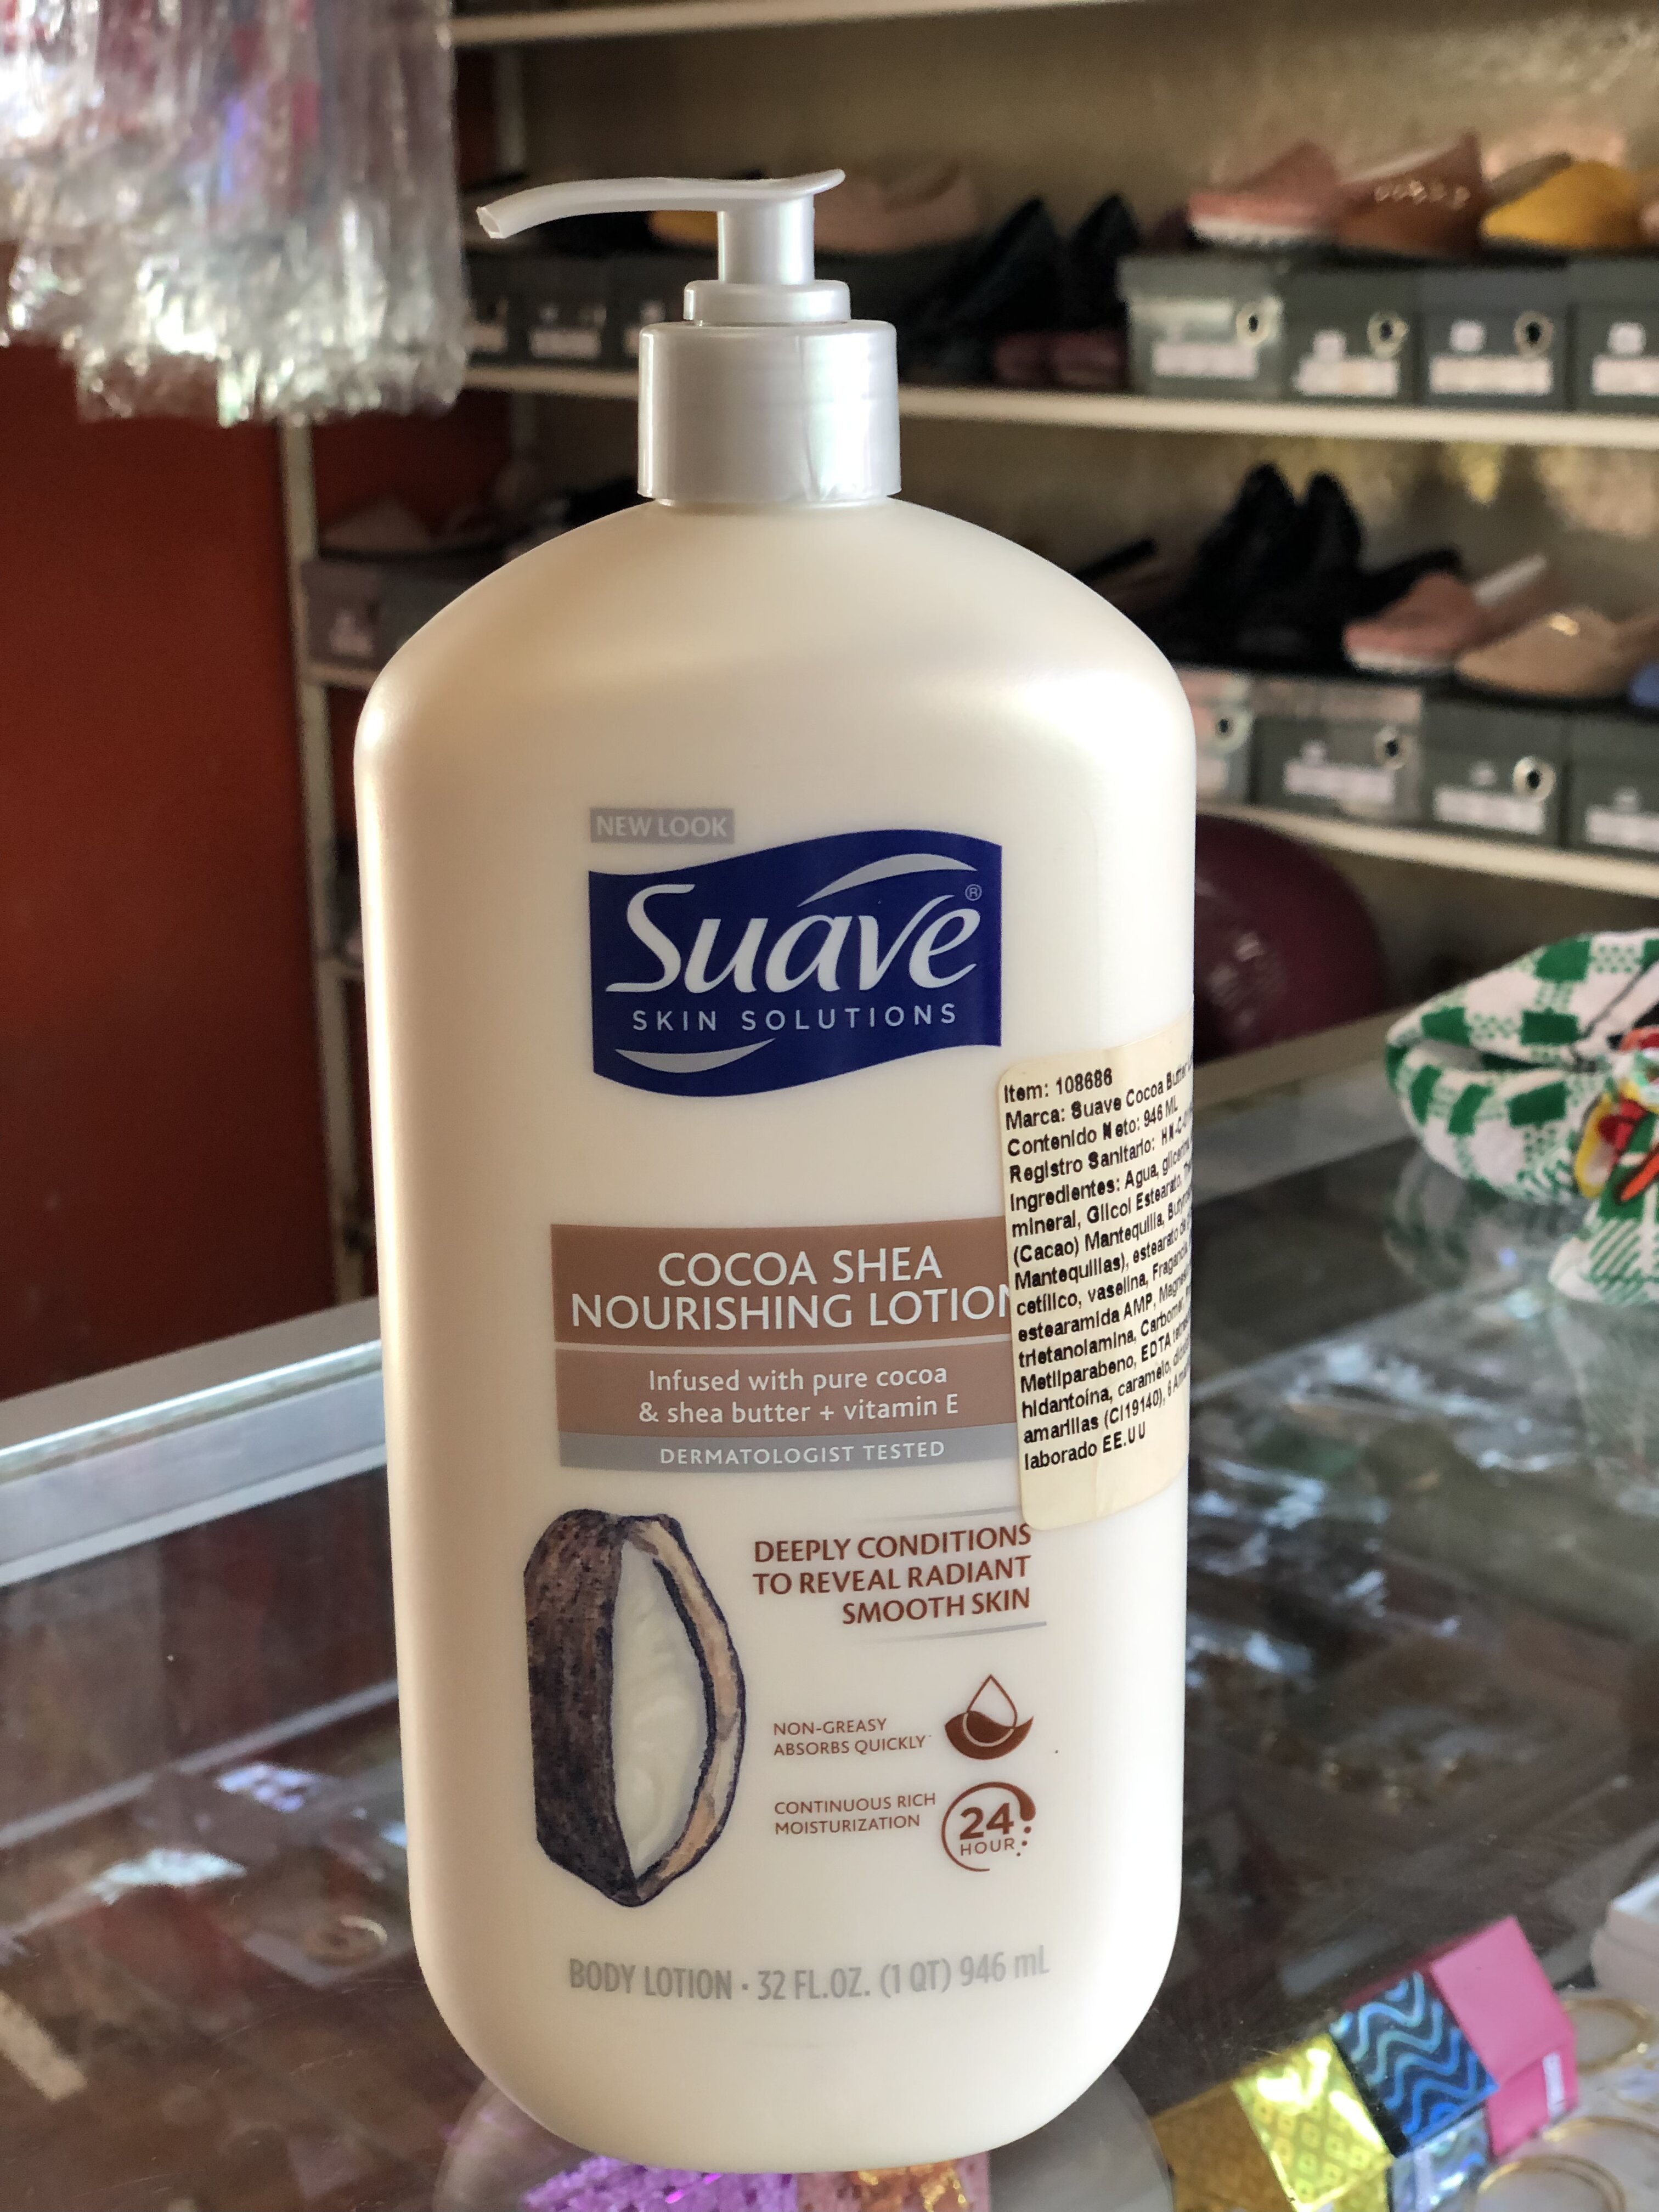 NEW LOOK
Suave®
SKIN SOLUTIONS
COCOA SHEA
NOURISHING LOTION
Infused with pure cocoa
& shea butter + vitamin E
DERMATOLOGIST TESTED
DEEPLY CONDITIONS
TO REVEAL RADIANT
SMOOTH SKIN
NON-GREASY
ABSORBS QUICKLY
CONTINUOUS RICH
MOISTURIZATION
24
HOUR
BODY LOTION · 32 FL.OZ. (1 QT) 946 mL
Item: 108686
Marca: Suave Cocoa
Contenido Neto: 946 ML
Registro Sanitario:
Ingredientes: Agua,
mineral, Glicol Estearato,
(Cacao) Mantequilla,
Mantequillas), estearato
cetílico, vaselina,
estearamida AMP,
trietanolamina,
Metilparabeno, EDTA
hidantoína, caramelo,
amarillas (CI19140), 6
laborado EE.UU